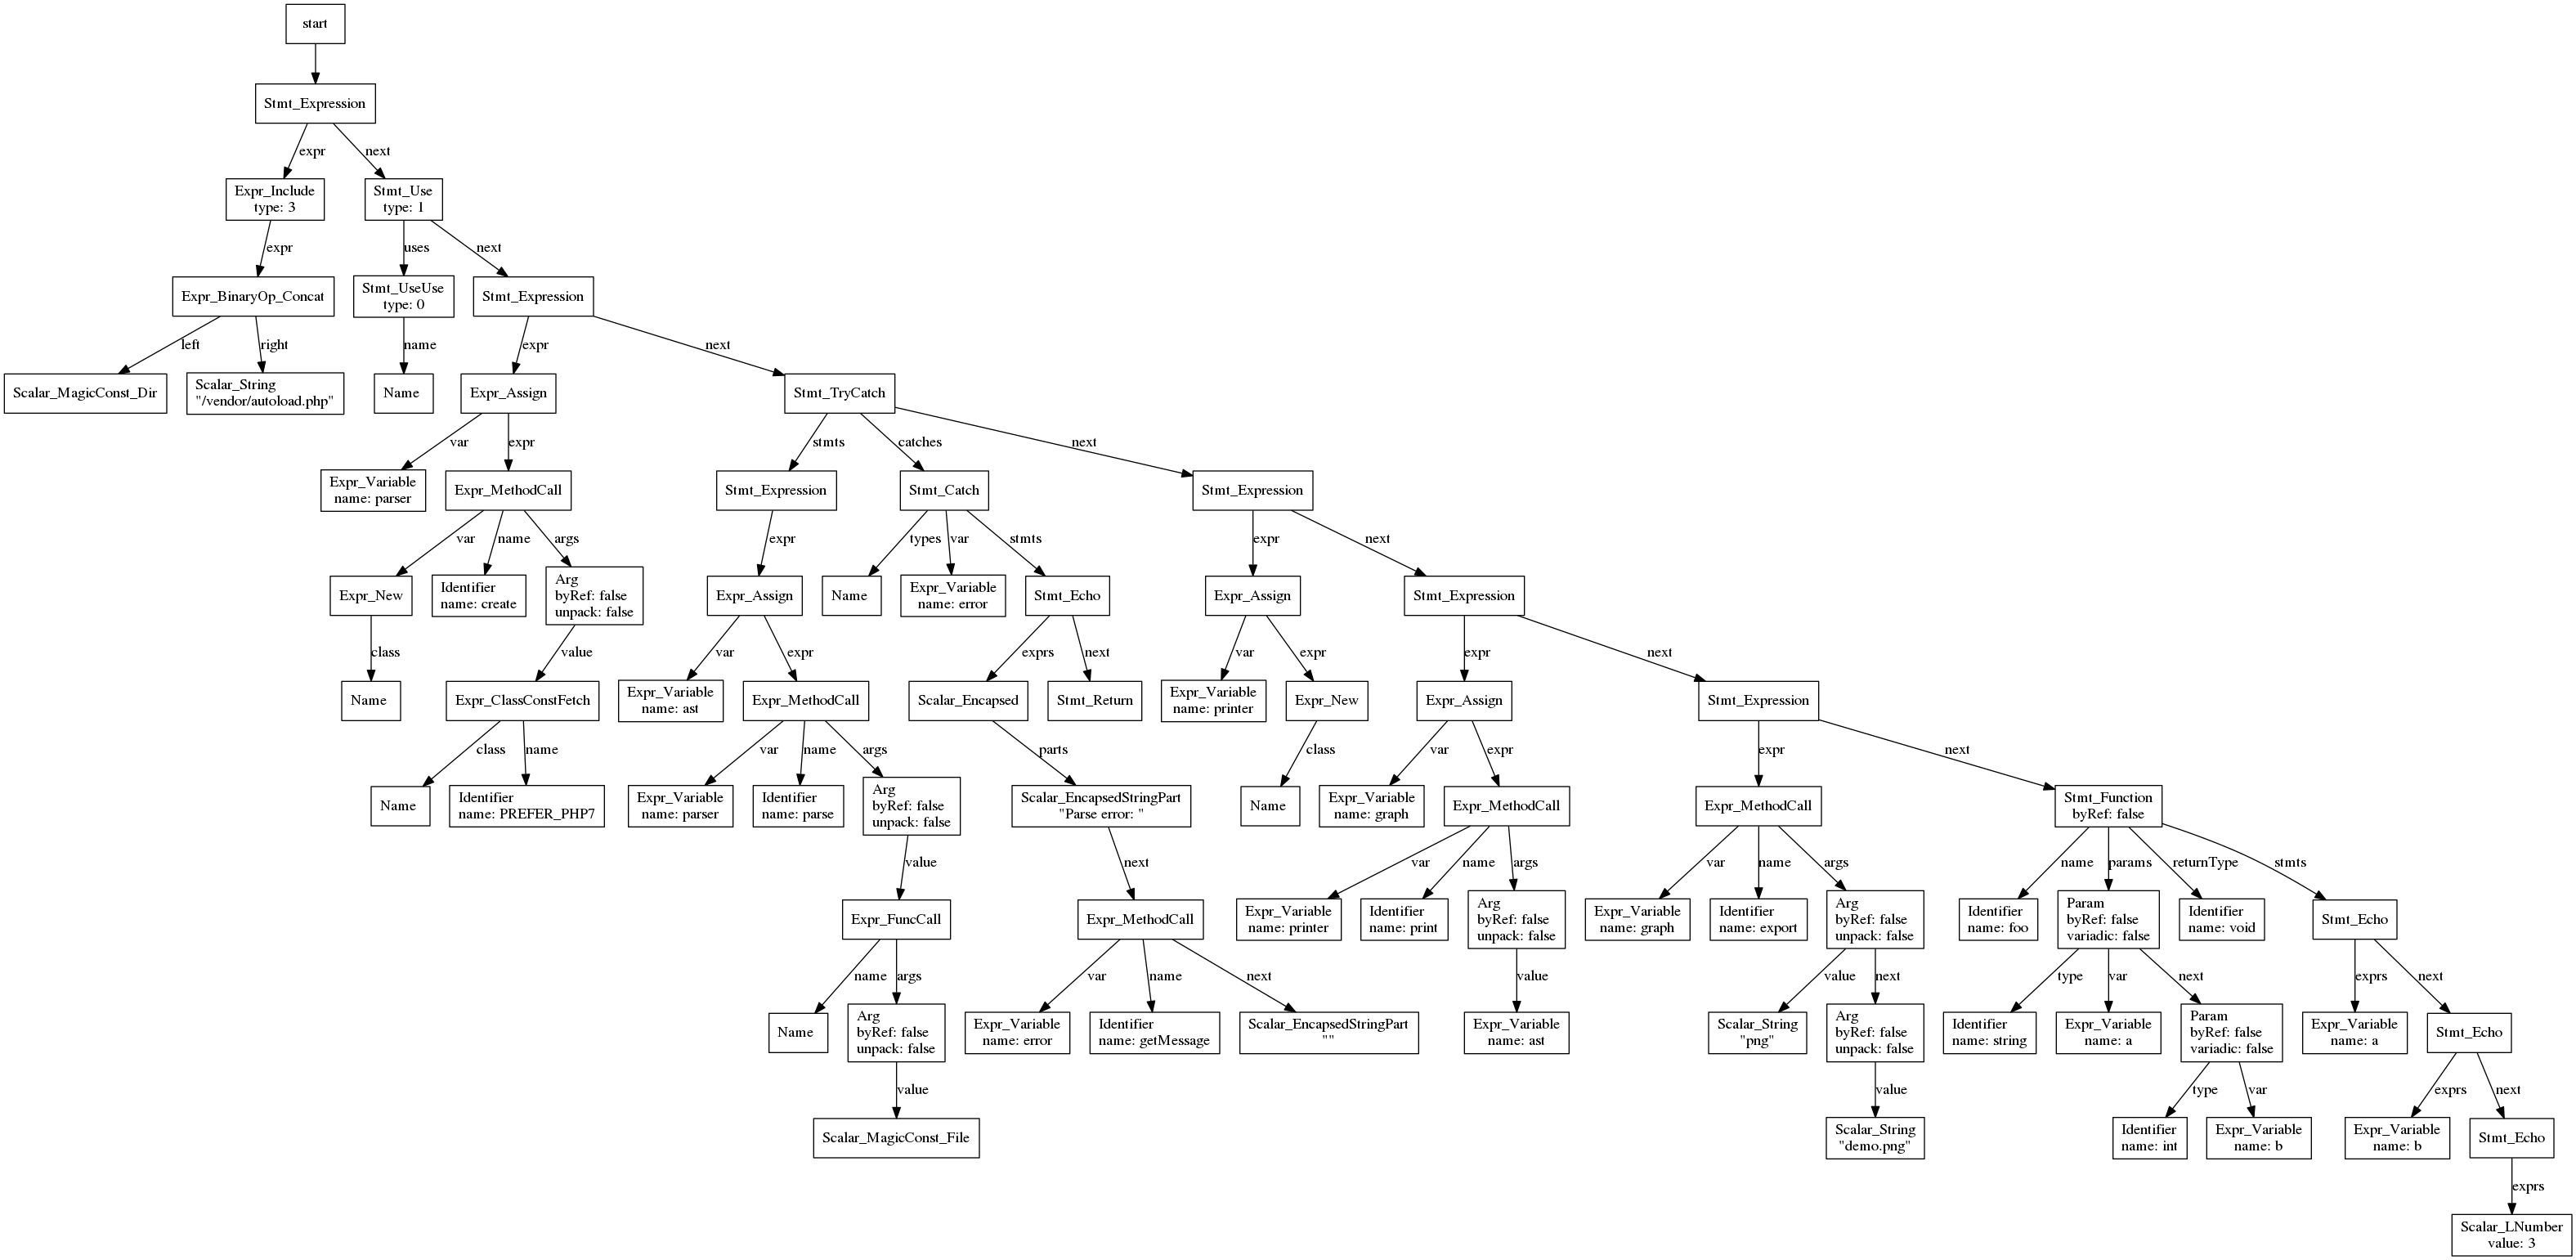 start
Stmt_Expression
expr
next
Expr_Include
type: 3
Stmt_Use
type: 1
expr
uses
next
Expr_BinaryOp_Concat
Stmt_UseUse
type: 0
Stmt_Expression
left
right
name
expr
next
Scalar_MagicConst_Dir
Scalar_String
"/vendor/autoload.php"
Name
Expr_Assign
Stmt_TryCatch
var
expr
stmts
catches
next
Expr_Variable
name: parser
Expr_MethodCall
Stmt_Expression
Stmt_Catch
Stmt_Expression
var
name
args
expr
types
var
stmts
expr
next
Expr_New
Identifier
name: create
Arg
byRef: false
unpack: false
Expr_Assign
Name
Expr_Variable
name: error
Stmt_Echo
Expr_Assign
Stmt_Expression
class
value
var
expr
exprs
next
var
expr
expr
next
Name
Expr_ClassConstFetch
Expr_Variable
name: ast
Expr_MethodCall
Scalar_Encapsed
Stmt_Return
Expr_Variable
name: printer
Expr_New
Expr_Assign
Stmt_Expression
class
name
var
name
args
parts
class
var
expr
expr
next
Name
Identifier
name: PREFER_PHP7
Expr_Variable
name: parser
Identifier
name: parse
Arg
byRef: false
unpack: false
Scalar_EncapsedStringPart
"Parse error: "
Name
Expr_Variable
name: graph
Expr_MethodCall
Expr_MethodCall
Stmt_Function
byRef: false
value
next
var
name
args
var
name
args
name
params
returnType
stmts
Expr_FuncCall
Expr_MethodCall
Expr_Variable
name: printer
Identifier
name: print
Arg
byRef: false
unpack: false
Expr_Variable
name: graph
Identifier
name: export
Arg
byRef: false
unpack: false
Identifier
name: foo
Param
byRef: false
variadic: false
Identifier
name: void
Stmt_Echo
name
args
var
name
next
value
value
next
type
var
next
exprs
next
Name
Arg
byRef: false
unpack: false
Expr_Variable
name: error
Identifier
name: getMessage
Scalar_EncapsedStringPart
""
Expr_Variable
name: ast
Scalar_String
"png"
Arg
byRef: false
unpack: false
Identifier
name: string
Expr_Variable
name: a
Param
byRef: false
variadic: false
Expr_Variable
name: a
Stmt_Echo
value
value
type
var
exprs
next
Scalar_MagicConst_File
Scalar_String
"demo.png"
Identifier
name: int
Expr_Variable
name: b
Expr_Variable
name: b
Stmt_Echo
exprs
Scalar_LNumber
value: 3